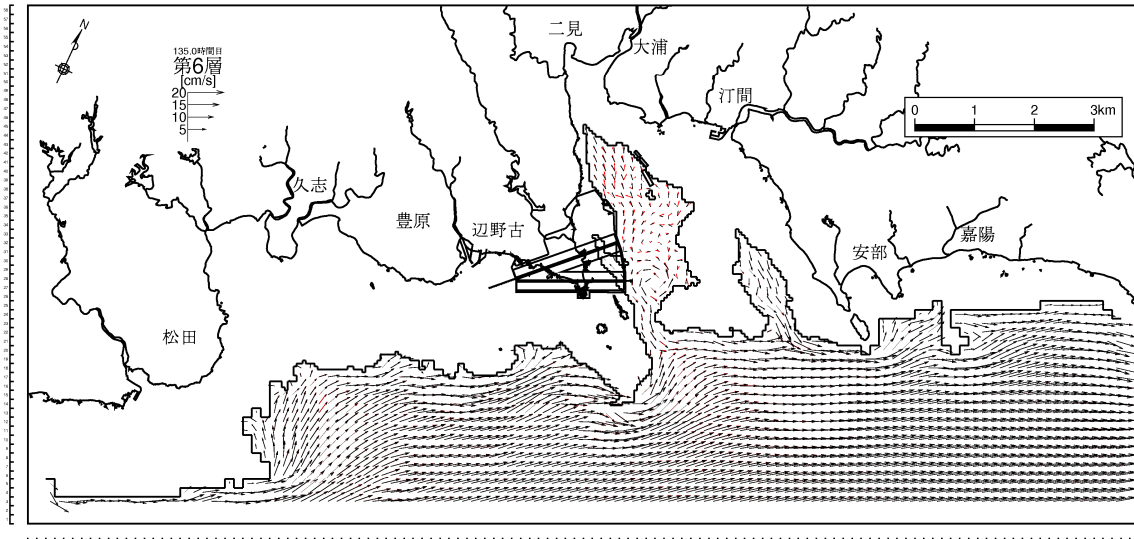 N
135.0時間目
第6層
[cm/s]
20
15
10
5
二見
大浦
汀間
0 1 2 3km
久志
豊原
辺野古
安部
嘉陽
松田